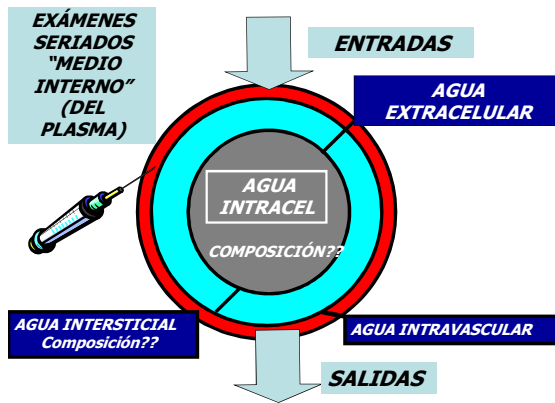 EXÁMENES
SERIADOS
“MEDIO
INTERNO”
(DEL
PLASMA)
ENTRADAS
AGUA
EXTRACELULAR
AGUA
INTRACEL
COMPOSICIÓN??
AGUA INTERSTICIAL
Composición??
AGUA INTRAVASCULAR
SALIDAS